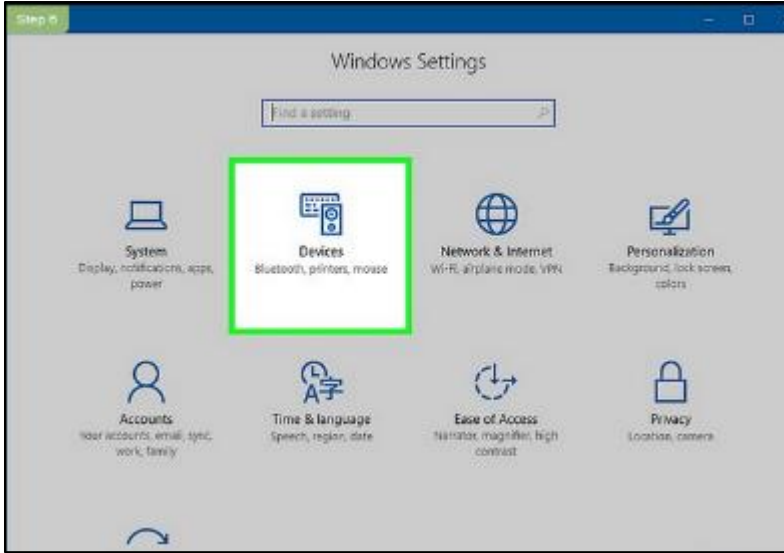 Step 6
Windows Settings
Find a setting
System
Display, notifications, apps,
power
Devices
Bluetooth, printers, mouse
Network & Internet
Wi-Fi, airplane mode, VPN
Personalization
Background, lock screen,
colors
Accounts
Your accounts, email, sync,
work, family
Time & language
Speech, region, date
Ease of Access
Narrator, magnifier, high
contrast
Privacy
Location, camera